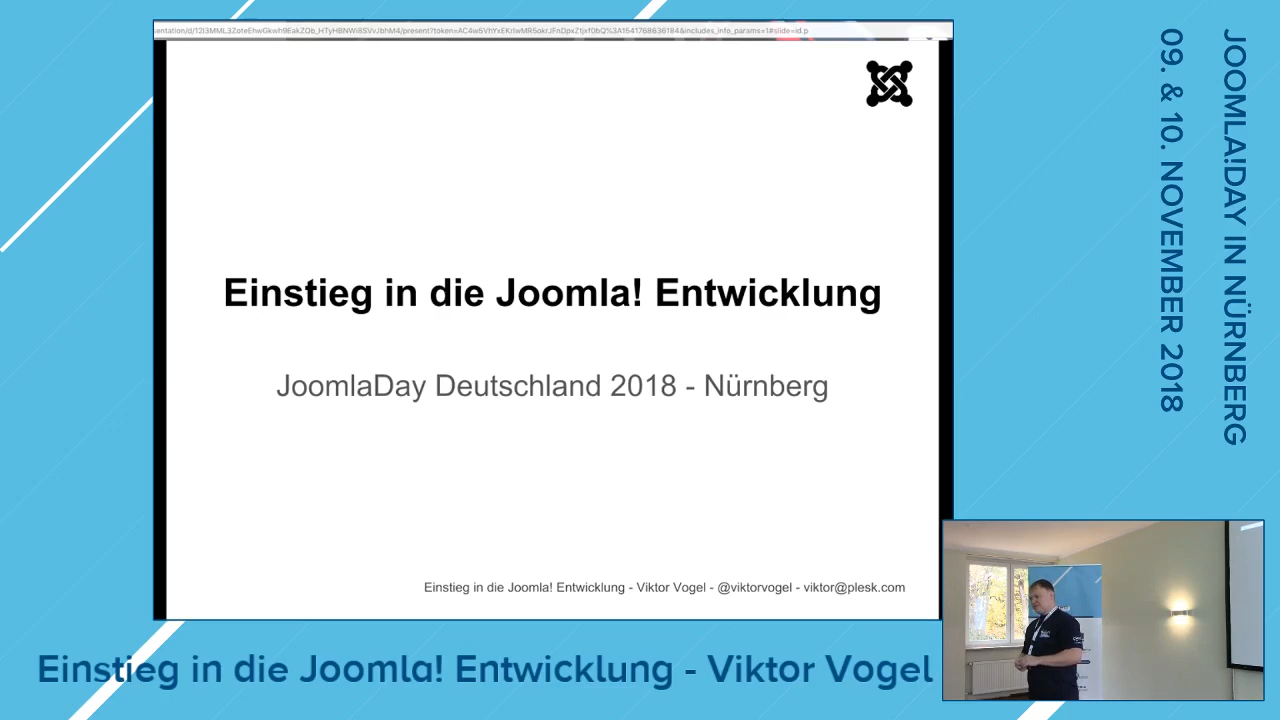 Einstieg in die Joomla! Entwicklung
JoomlaDay Deutschland 2018 - Nürnberg
Einstieg in die Joomla! Entwicklung - Viktor Vogel - @viktorvogel - viktor@plesk.com
Einstieg in die Joomla! Entwicklung - Viktor Vogel
JOOMLA!DAY IN NÜRNBERG
09. & 10. NOVEMBER 2018